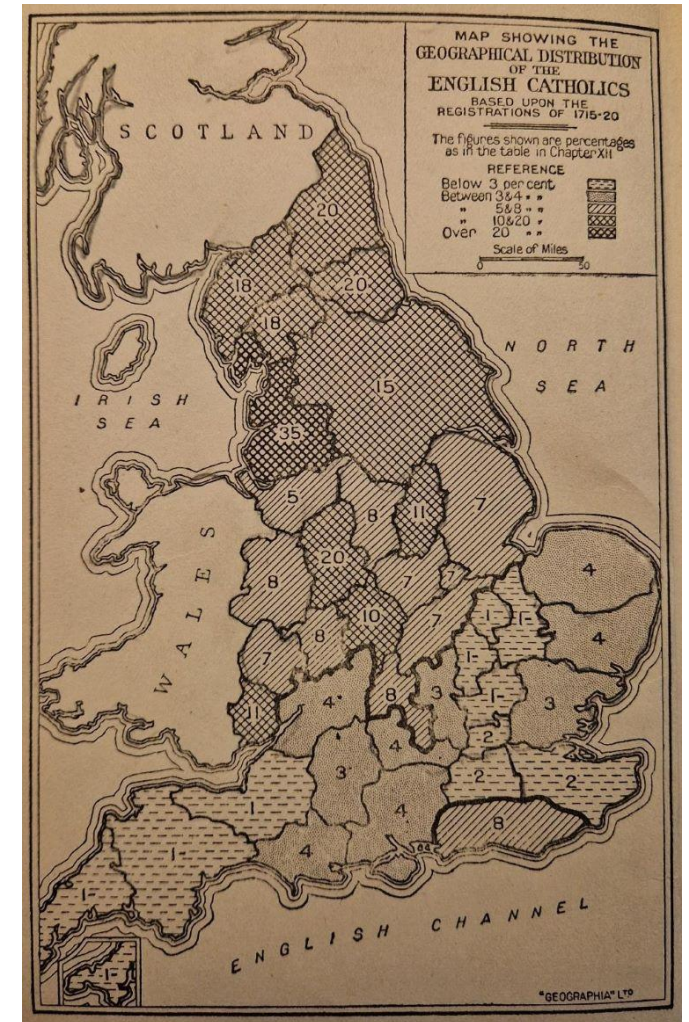 MAP SHOWING THE
GEOGRAPHICAL DISTRIBUTION
OF THE
ENGLISH CATHOLICS
BASED UPON THE
REGISTRATIONS OF 1715-20
The figures shown are percentages
as in the table in Chapter XII
REFERENCE
Below 3 per cent
Between 3 & 4 " "
" 5 & 8 " "
" 10 & 20 " "
Over 20 " "
Scale of Miles
0 50
SCOTLAND
20
18
20
18
NORTH
SEA
IRISH
SEA
15
35
5
8
11
7
WALES
8
20
7
7
4
10
8
7
1
1-
4
7
1-
11
4
8
3
1-
3
4
2
3
2
2
1
4
8
4
1-
1-
1-
ENGLISH CHANNEL
"GEOGRAPHIA" LTD